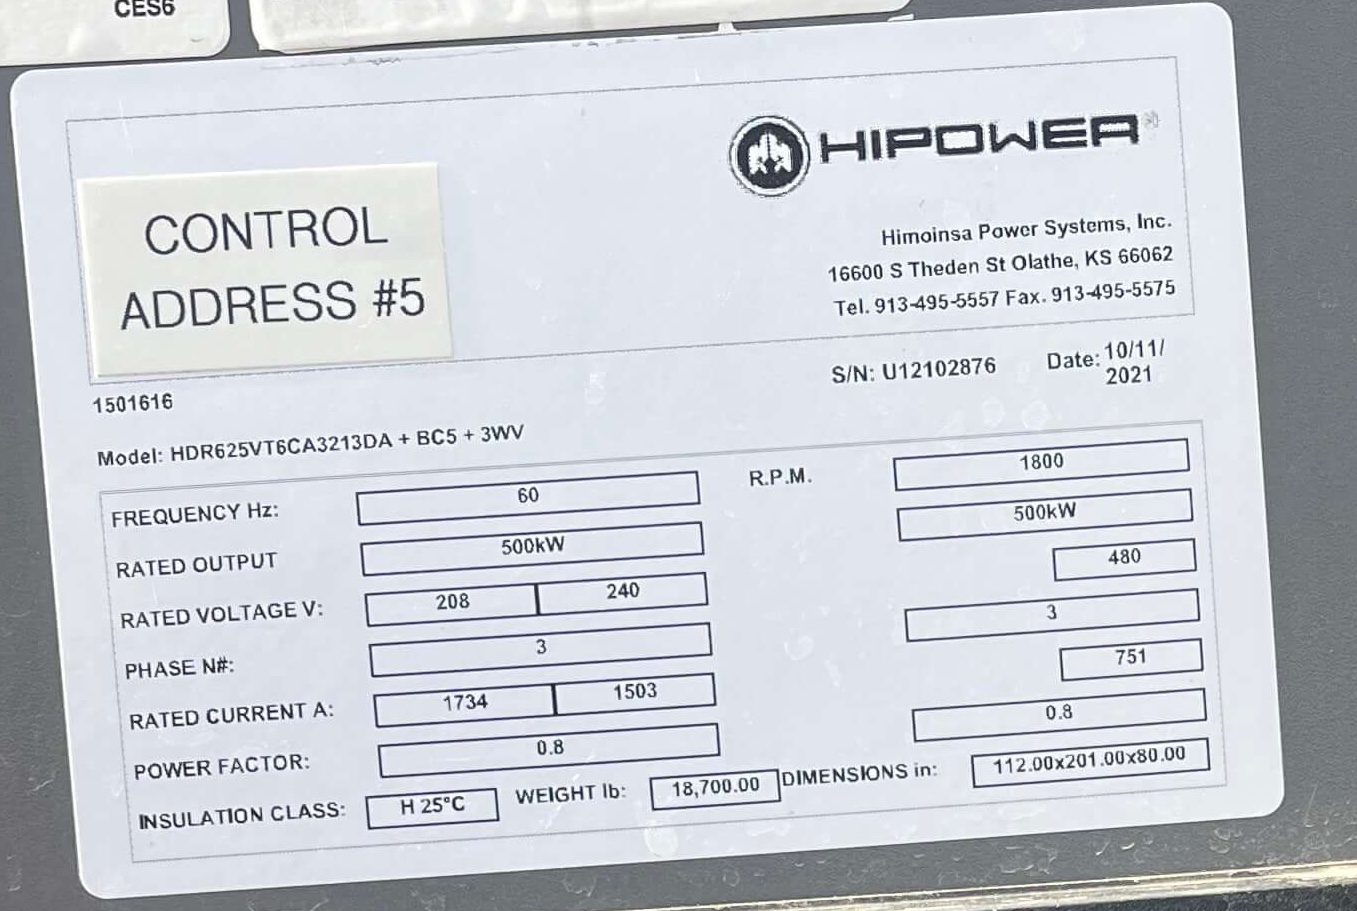 CES6
HIPOWER®
CONTROL
ADDRESS #5
Himoinsa Power Systems, Inc.
16600 S Theden St Olathe, KS 66062
Tel. 913-495-5557 Fax. 913-495-5575
S/N: U12102876 Date: 10/11/
2021
1501616
Model: HDR625VT6CA3213DA + BC5 + 3WV
FREQUENCY Hz: 60 R.P.M. 1800
RATED OUTPUT 500kW 500kW
RATED VOLTAGE V: 208 240 480
PHASE N#: 3 3
RATED CURRENT A: 1734 1503 751
POWER FACTOR: 0.8 0.8
INSULATION CLASS: H 25°C WEIGHT lb: 18,700.00 DIMENSIONS in: 112.00x201.00x80.00